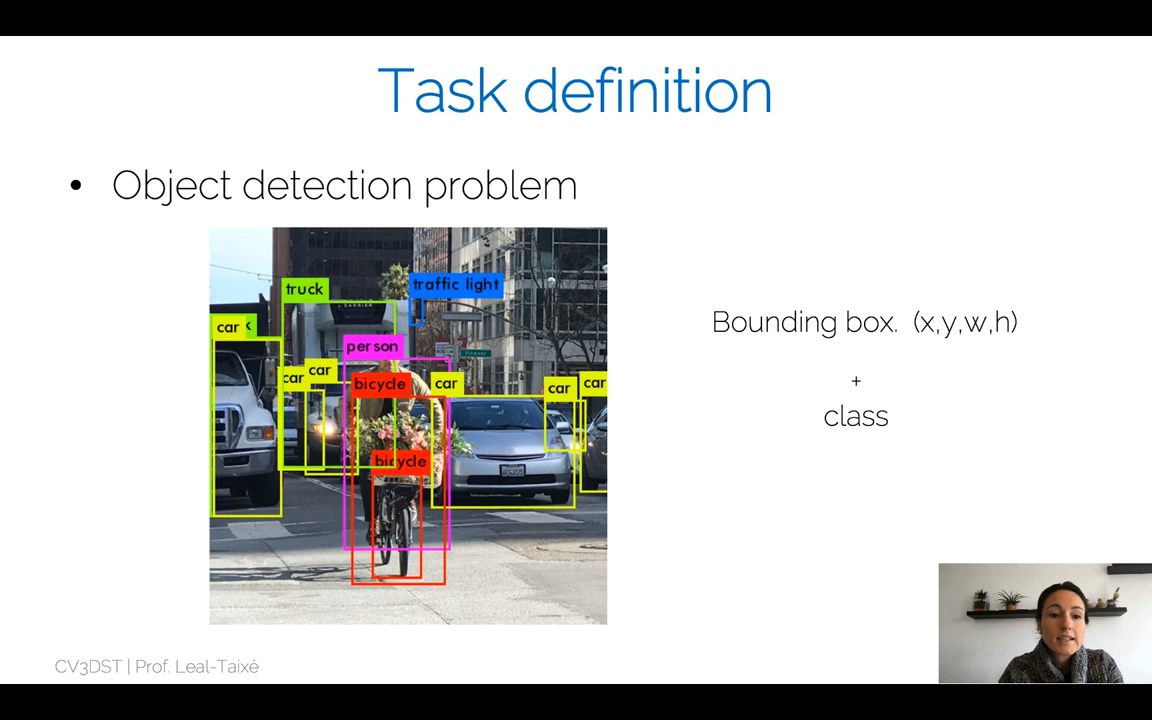 Task definition
• Object detection problem
truck
traffic light
car
person
car
car
bicycle
car
car
car
bicycle
Bounding box. (x,y,w,h)
+
class
CV3DST | Prof. Leal-Taixé